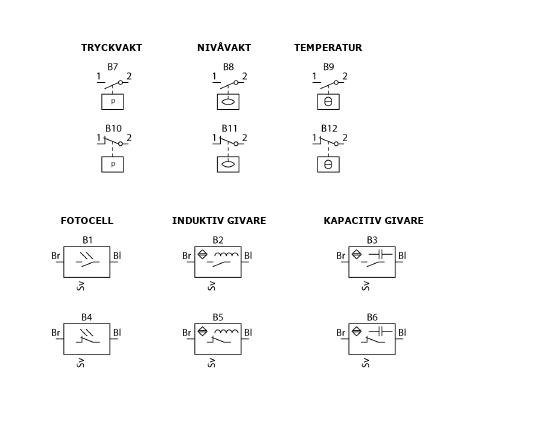 TRYCKVAKT NIVÅVAKT TEMPERATUR
B7 B8 B9
1 2 1 2 1 2
p
B10 B11 B12
1 2 1 2 1 2
p
FOTOCELL INDUKTIV GIVARE KAPACITIV GIVARE
B1 B2 B3
Br Bl Br Bl Br Bl
Sv Sv Sv
B4 B5 B6
Br Bl Br Bl Br Bl
Sv Sv Sv